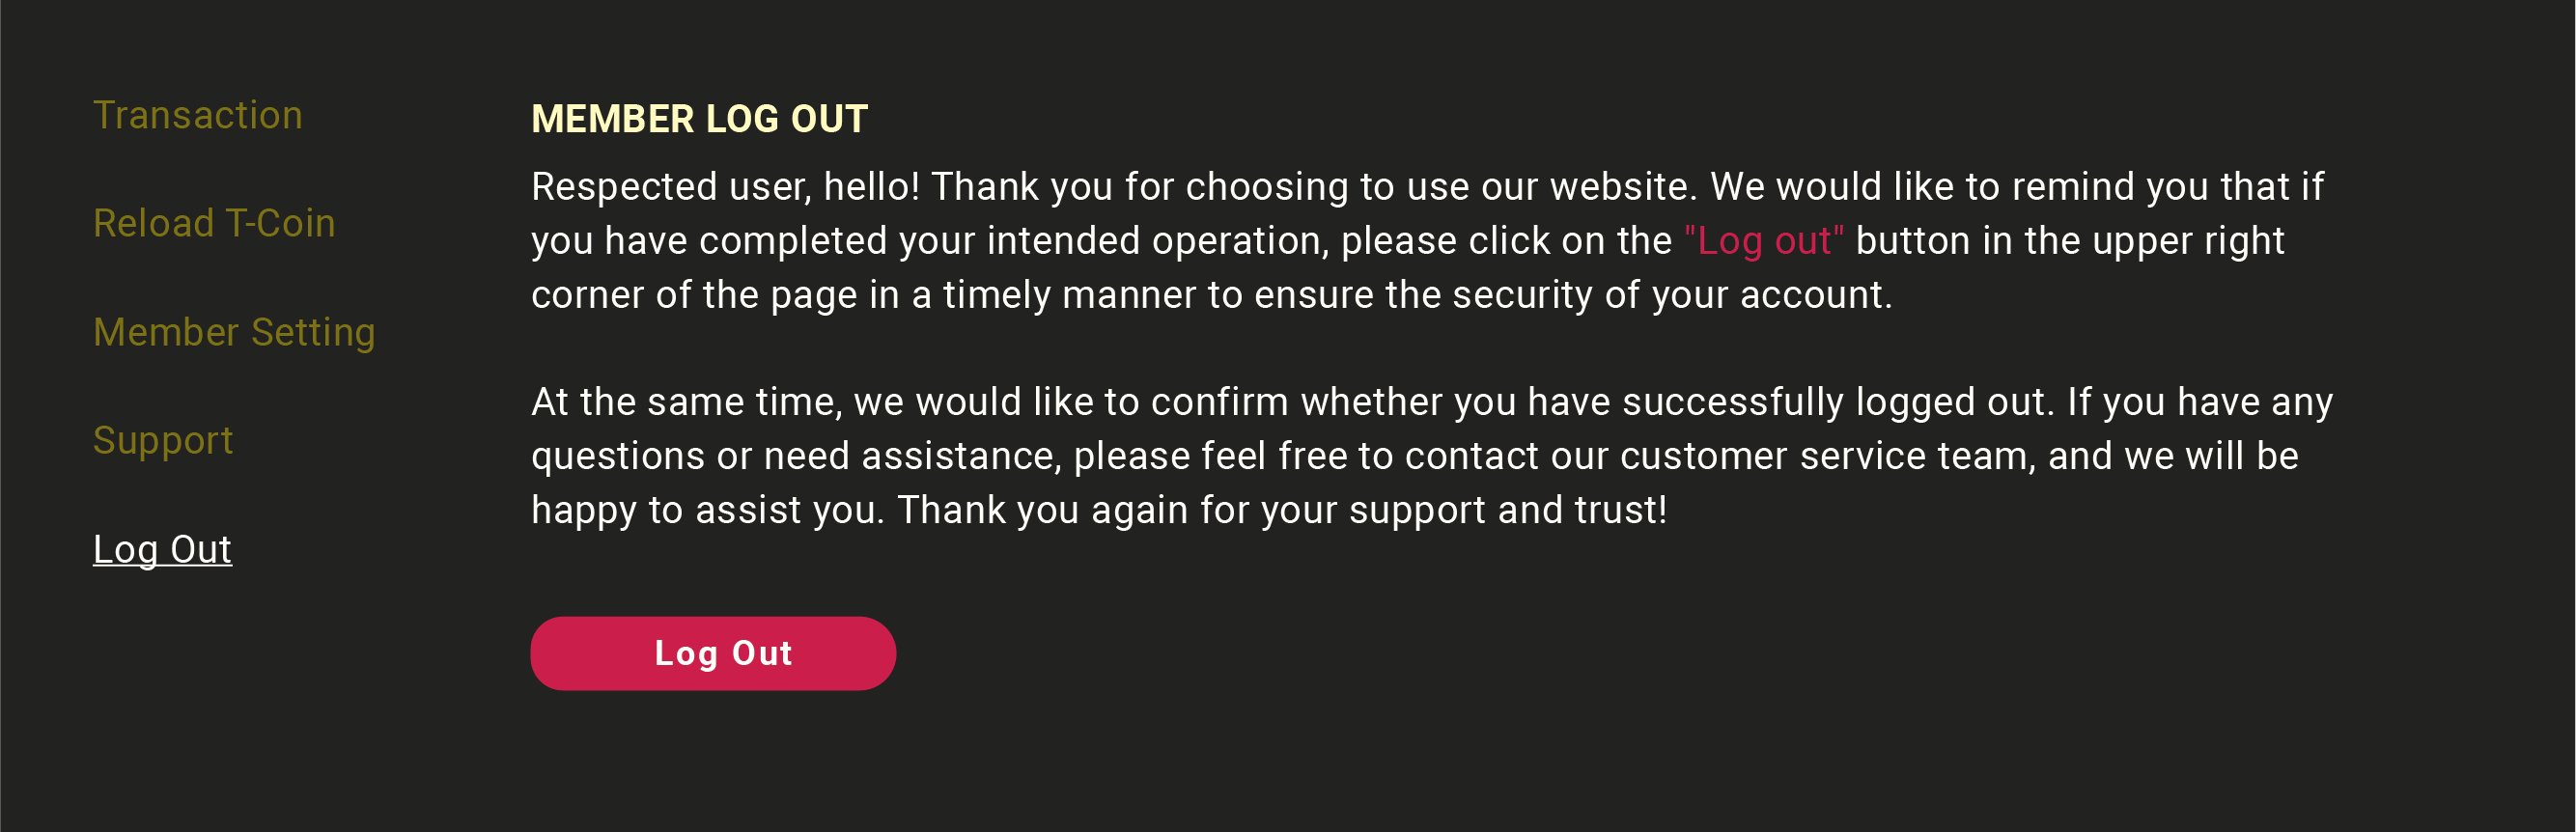 Transaction
Reload T-Coin
Member Setting
Support
Log Out
MEMBER LOG OUT
Respected user, hello! Thank you for choosing to use our website. We would like to remind you that if
you have completed your intended operation, please click on the "Log out" button in the upper right
corner of the page in a timely manner to ensure the security of your account.
At the same time, we would like to confirm whether you have successfully logged out. If you have any
questions or need assistance, please feel free to contact our customer service team, and we will be
happy to assist you. Thank you again for your support and trust!
Log Out